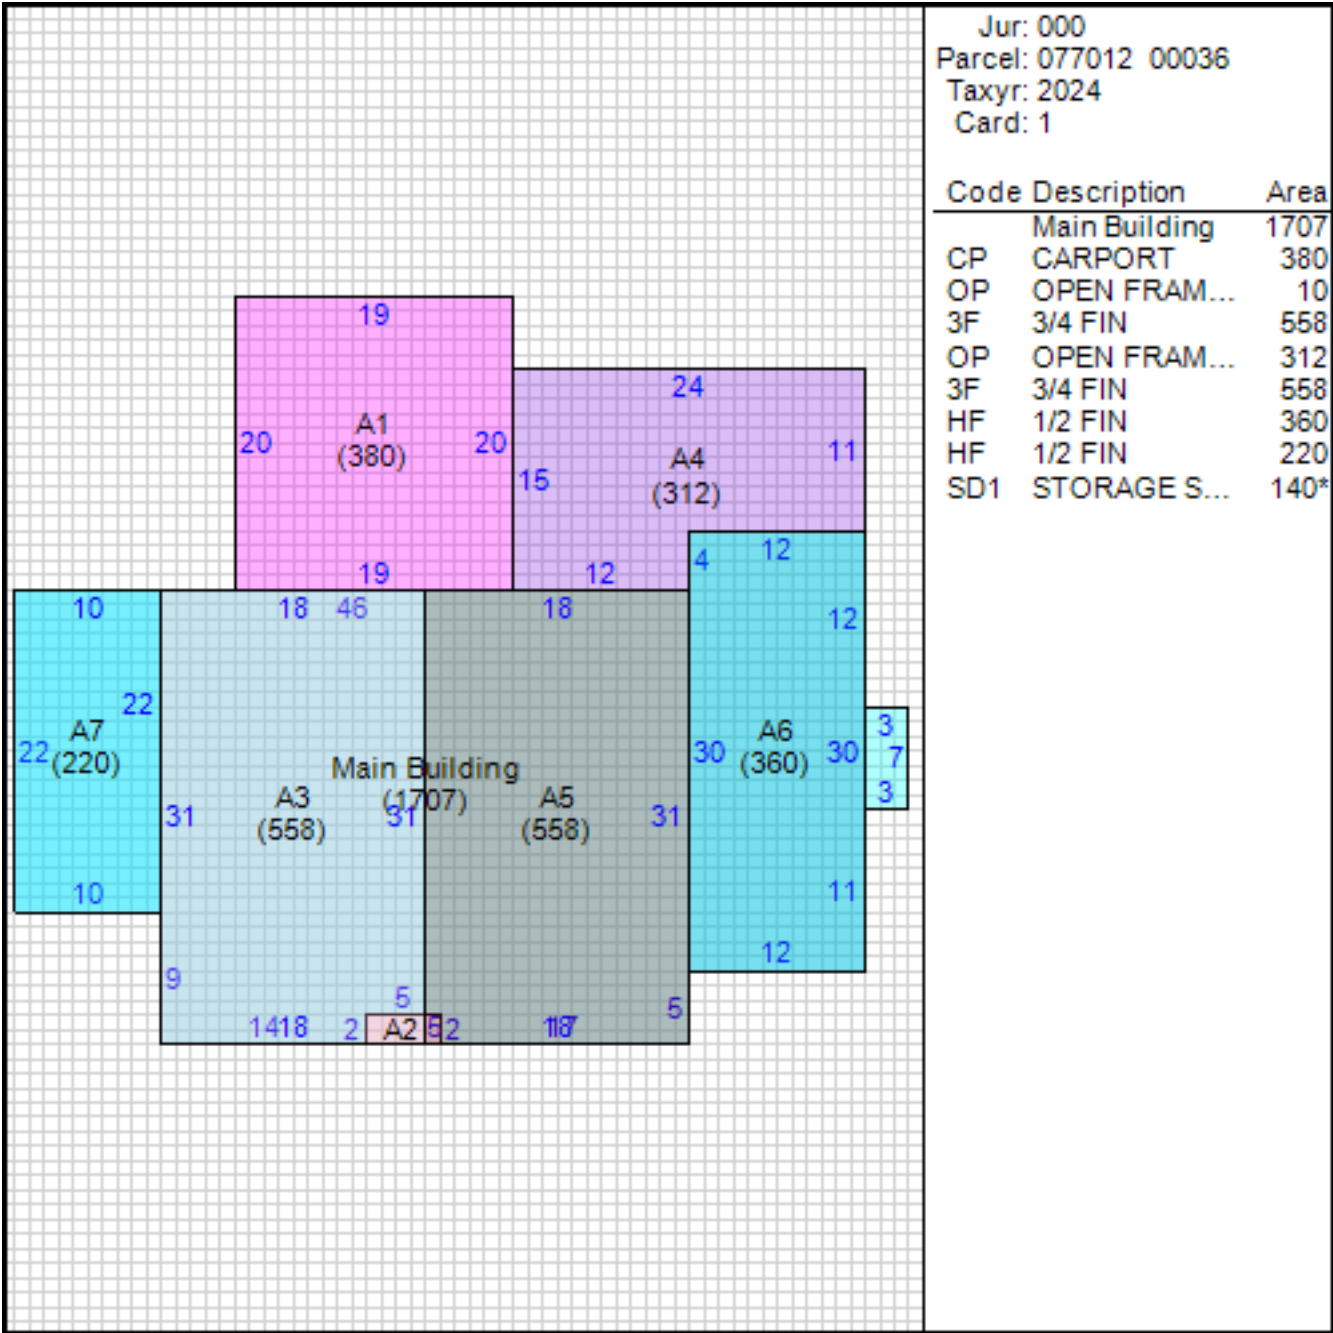 Jur: 000
Parcel: 077012 00036
Taxyr: 2024
Card: 1
Code Description Area
Main Building 1707
CP CARPORT 380
OP OPEN FRAM... 10
3F 3/4 FIN 558
OP OPEN FRAM... 312
3F 3/4 FIN 558
HF 1/2 FIN 360
HF 1/2 FIN 220
SD1 STORAGE S... 140*
19
24
A1
(380)
20
20
11
A4
(312)
15
19
12
4
12
10
18
46
18
12
22
A7
(220)
22
3
7
3
A6
(360)
30
30
Main Building
(1707)
A3
(558)
A5
(558)
31
31
31
10
11
12
9
5
5
14
18
2
A2
5
2